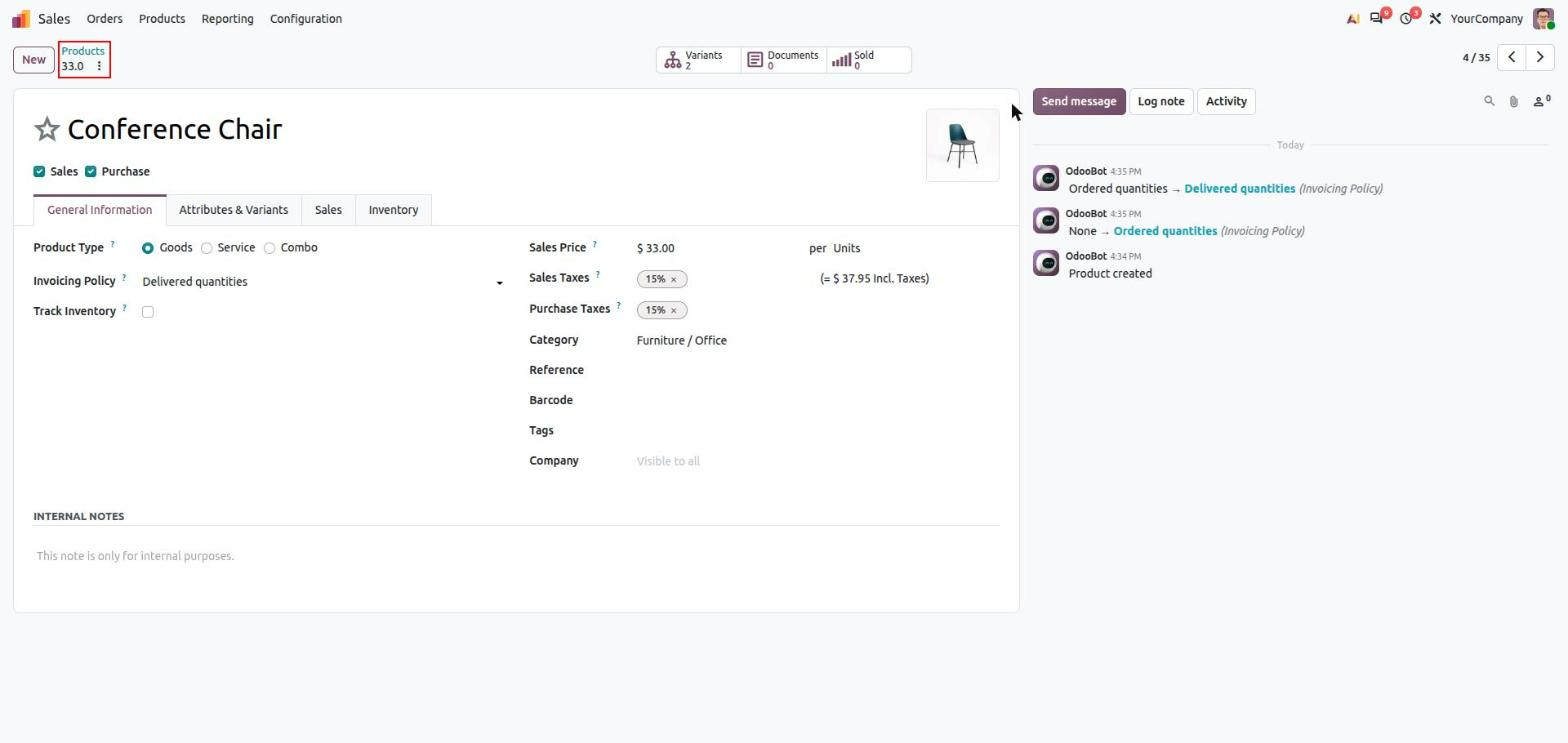 Sales Orders Products Reporting Configuration 9 3 YourCompany
New Products Variants Documents Sold 4 / 35
33.0 2 0 0
Conference Chair
Send message Log note Activity 0
Today
Sales Purchase
OdooBot 4:35 PM
Ordered quantities → Delivered quantities (Invoicing Policy)
OdooBot 4:35 PM
None → Ordered quantities (Invoicing Policy)
OdooBot 4:34 PM
Product created
General Information Attributes & Variants Sales Inventory
Product Type ? Goods Service Combo
Invoicing Policy ? Delivered quantities
Track Inventory ?
Sales Price ? $ 33.00 per Units
Sales Taxes ? 15% × (= $ 37.95 Incl. Taxes)
Purchase Taxes ? 15% ×
Category Furniture / Office
Reference
Barcode
Tags
Company Visible to all
INTERNAL NOTES
This note is only for internal purposes.